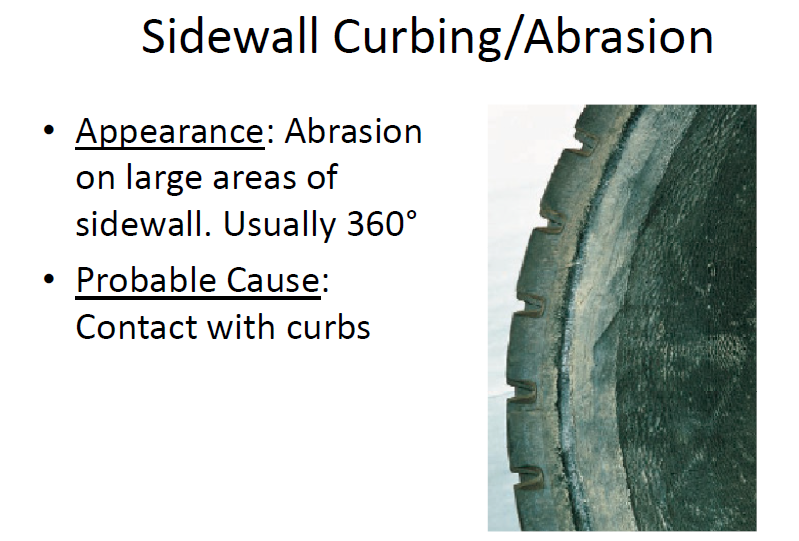 Sidewall Curbing/Abrasion
• Appearance: Abrasion
on large areas of
sidewall. Usually 360°
• Probable Cause:
Contact with curbs